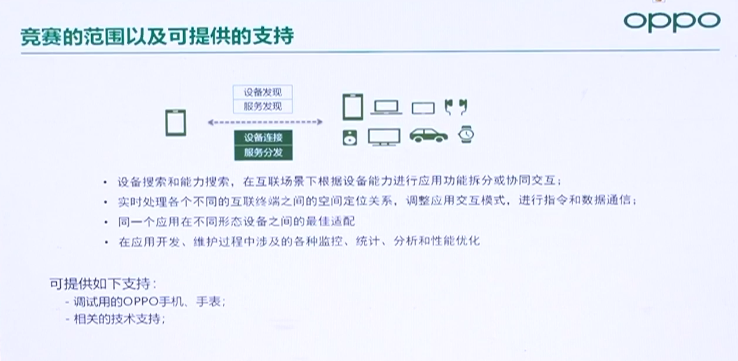 竞赛的范围以及可提供的支持
oppo
设备发现
服务发现
设备连接
服务分发
• 设备搜索和能力搜索，在互联场景下根据设备能力进行应用功能拆分或协同交互；
• 实时处理各个不同的互联终端之间的空间定位关系，调整应用交互模式，进行指令和数据通信；
• 同一个应用在不同形态设备之间的最佳适配
• 在应用开发、维护过程中涉及的各种监控、统计、分析和性能优化
可提供如下支持：
- 调试用的OPPO手机、手表；
- 相关的技术支持；